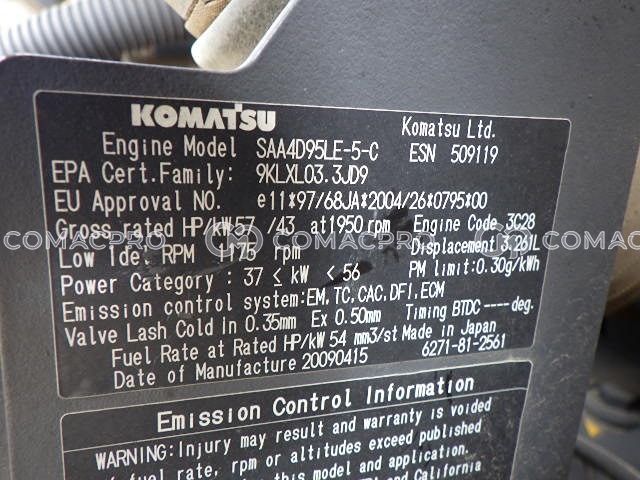 KOMATSU Komatsu Ltd.
Engine Model SAA4D95LE-5-C ESN 509119
EPA Cert.Family: 9KLXL03.3JD9
EU Approval NO. e11*97/68JA*2004/26*0795*00
Gross rated HP/kW 57 /43 at 1950 rpm Engine Code 3C28
Low Idel RPM 1175 rpm Displacement 3.261L
Power Category : 37 ≤ kW < 56 PM limit:0.30g/kWh
Emission control system:EM,TC,CAC,DFI,ECM
Valve Lash Cold In 0.35mm Ex 0.50mm Timing BTDC ----deg.
Fuel Rate at Rated HP/kW 54 mm3/st Made in Japan
Date of Manufacture 20090415 6271-81-2561
COMACPRO COMACPRO COMACPRO
Emission Control Information
WARNING: Injury may result and warranty is voided
if fuel rate, rpm or altitudes exceed published
for this model and application.
and California